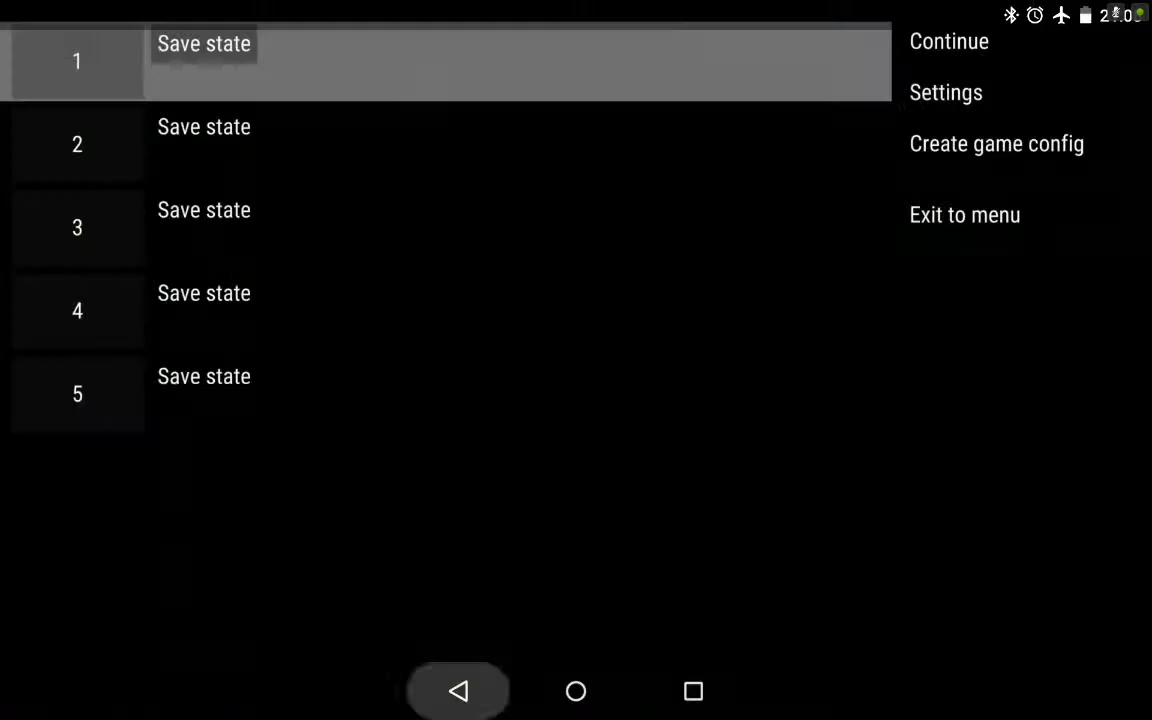 1 Save state
2 Save state
3 Save state
4 Save state
5 Save state
Continue
Settings
Create game config
Exit to menu